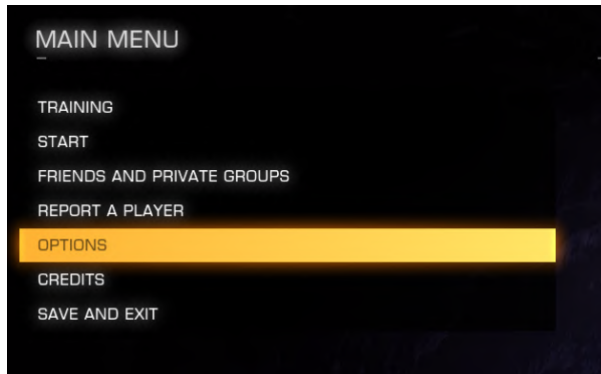 MAIN MENU
TRAINING
START
FRIENDS AND PRIVATE GROUPS
REPORT A PLAYER
OPTIONS
CREDITS
SAVE AND EXIT